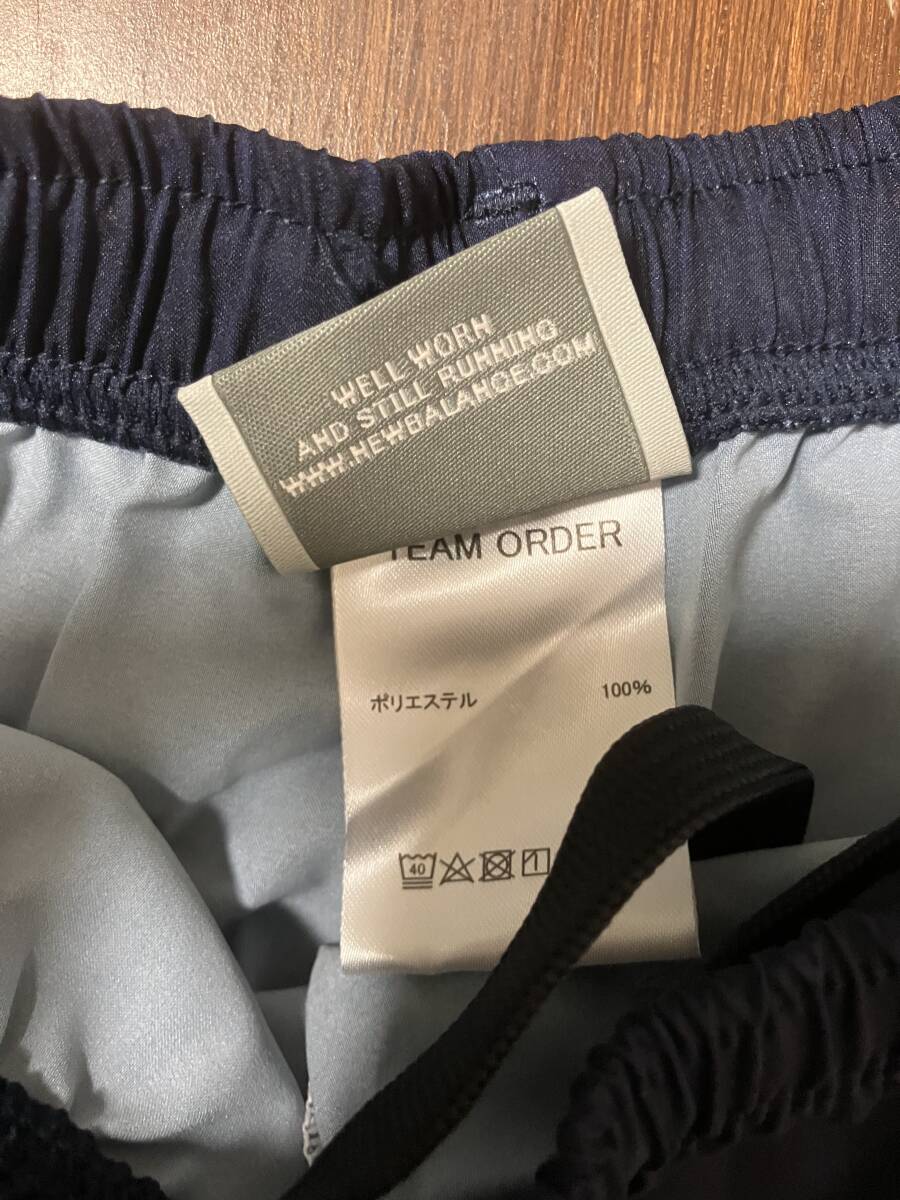 WELL WORN
AND STILL RUNNING
WWW.NEWBALANCE.COM
TEAM ORDER
ポリエステル 100%
40